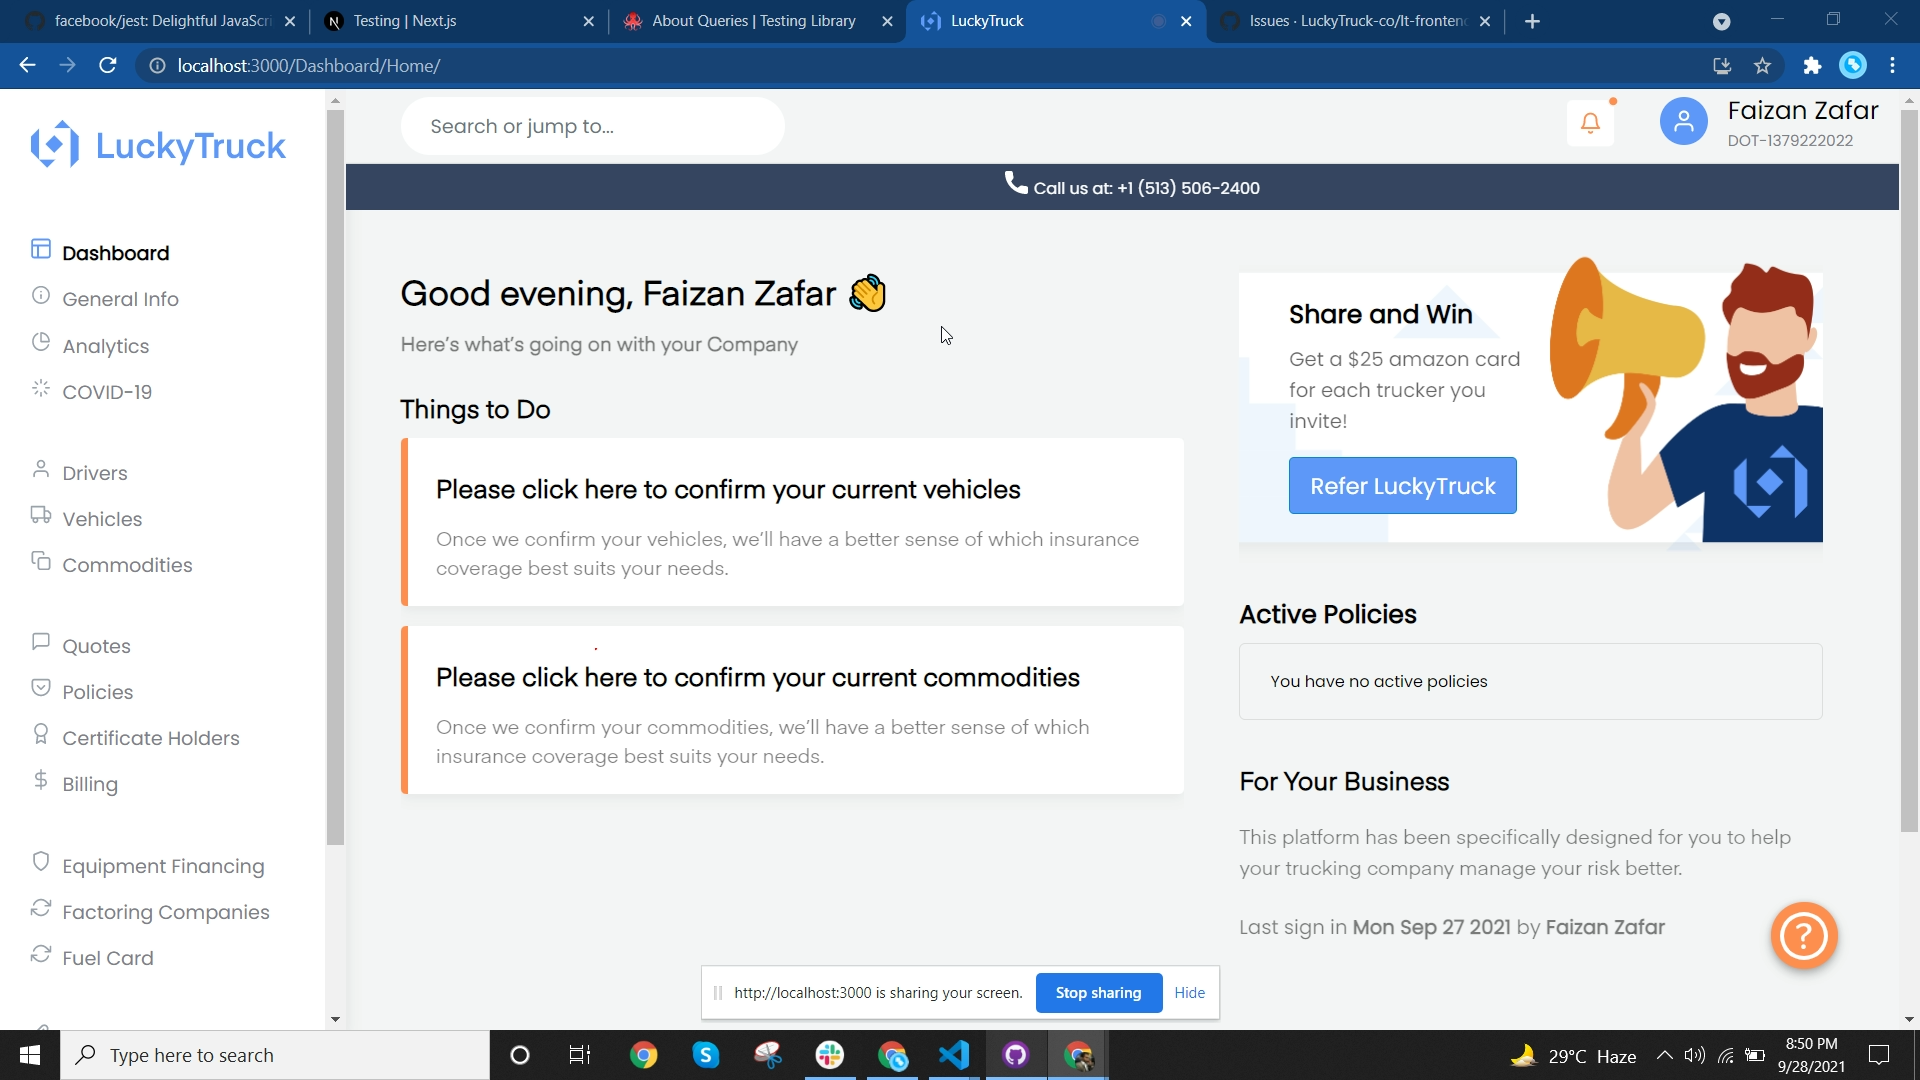 facebook/jest: Delightful JavaScri
Testing | Next.js
About Queries | Testing Library
LuckyTruck
Issues · LuckyTruck-co/lt-fronten
localhost:3000/Dashboard/Home/
LuckyTruck
Dashboard
General Info
Analytics
COVID-19
Drivers
Vehicles
Commodities
Quotes
Policies
Certificate Holders
Billing
Equipment Financing
Factoring Companies
Fuel Card
Search or jump to...
Faizan Zafar
DOT-1379222022
Call us at: +1 (513) 506-2400
Good evening, Faizan Zafar 👋
Here's what's going on with your Company
Things to Do
Please click here to confirm your current vehicles
Once we confirm your vehicles, we'll have a better sense of which insurance
coverage best suits your needs.
Please click here to confirm your current commodities
Once we confirm your commodities, we'll have a better sense of which
insurance coverage best suits your needs.
Share and Win
Get a $25 amazon card
for each trucker you
invite!
Refer LuckyTruck
Active Policies
You have no active policies
For Your Business
This platform has been specifically designed for you to help
your trucking company manage your risk better.
Last sign in Mon Sep 27 2021 by Faizan Zafar
?
http://localhost:3000 is sharing your screen.
Stop sharing
Hide
Type here to search
29°C Haze
8:50 PM
9/28/2021